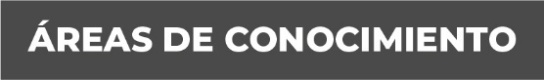 ÁREAS DE CONOCIMIENTO